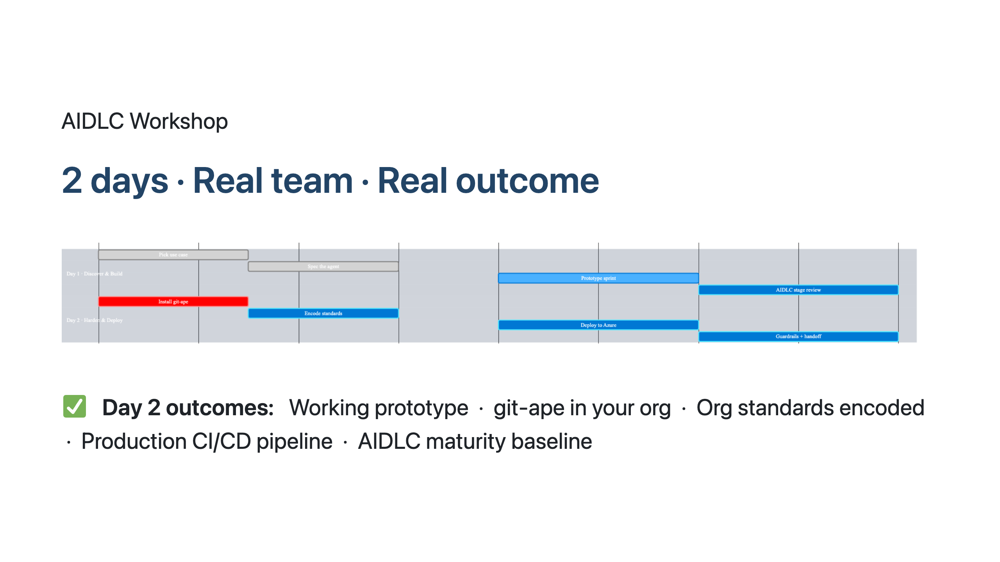 AIDLC Workshop
2 days · Real team · Real outcome
Pick use case
Spec the agent
Day 1 · Discover & Build
Prototype sprint
AIDLC stage review
Install git-ape
Encode standards
Day 2 · Harden & Deploy
Deploy to Azure
Guardrails + handoff
✅ Day 2 outcomes: Working prototype · git-ape in your org · Org standards encoded
· Production CI/CD pipeline · AIDLC maturity baseline